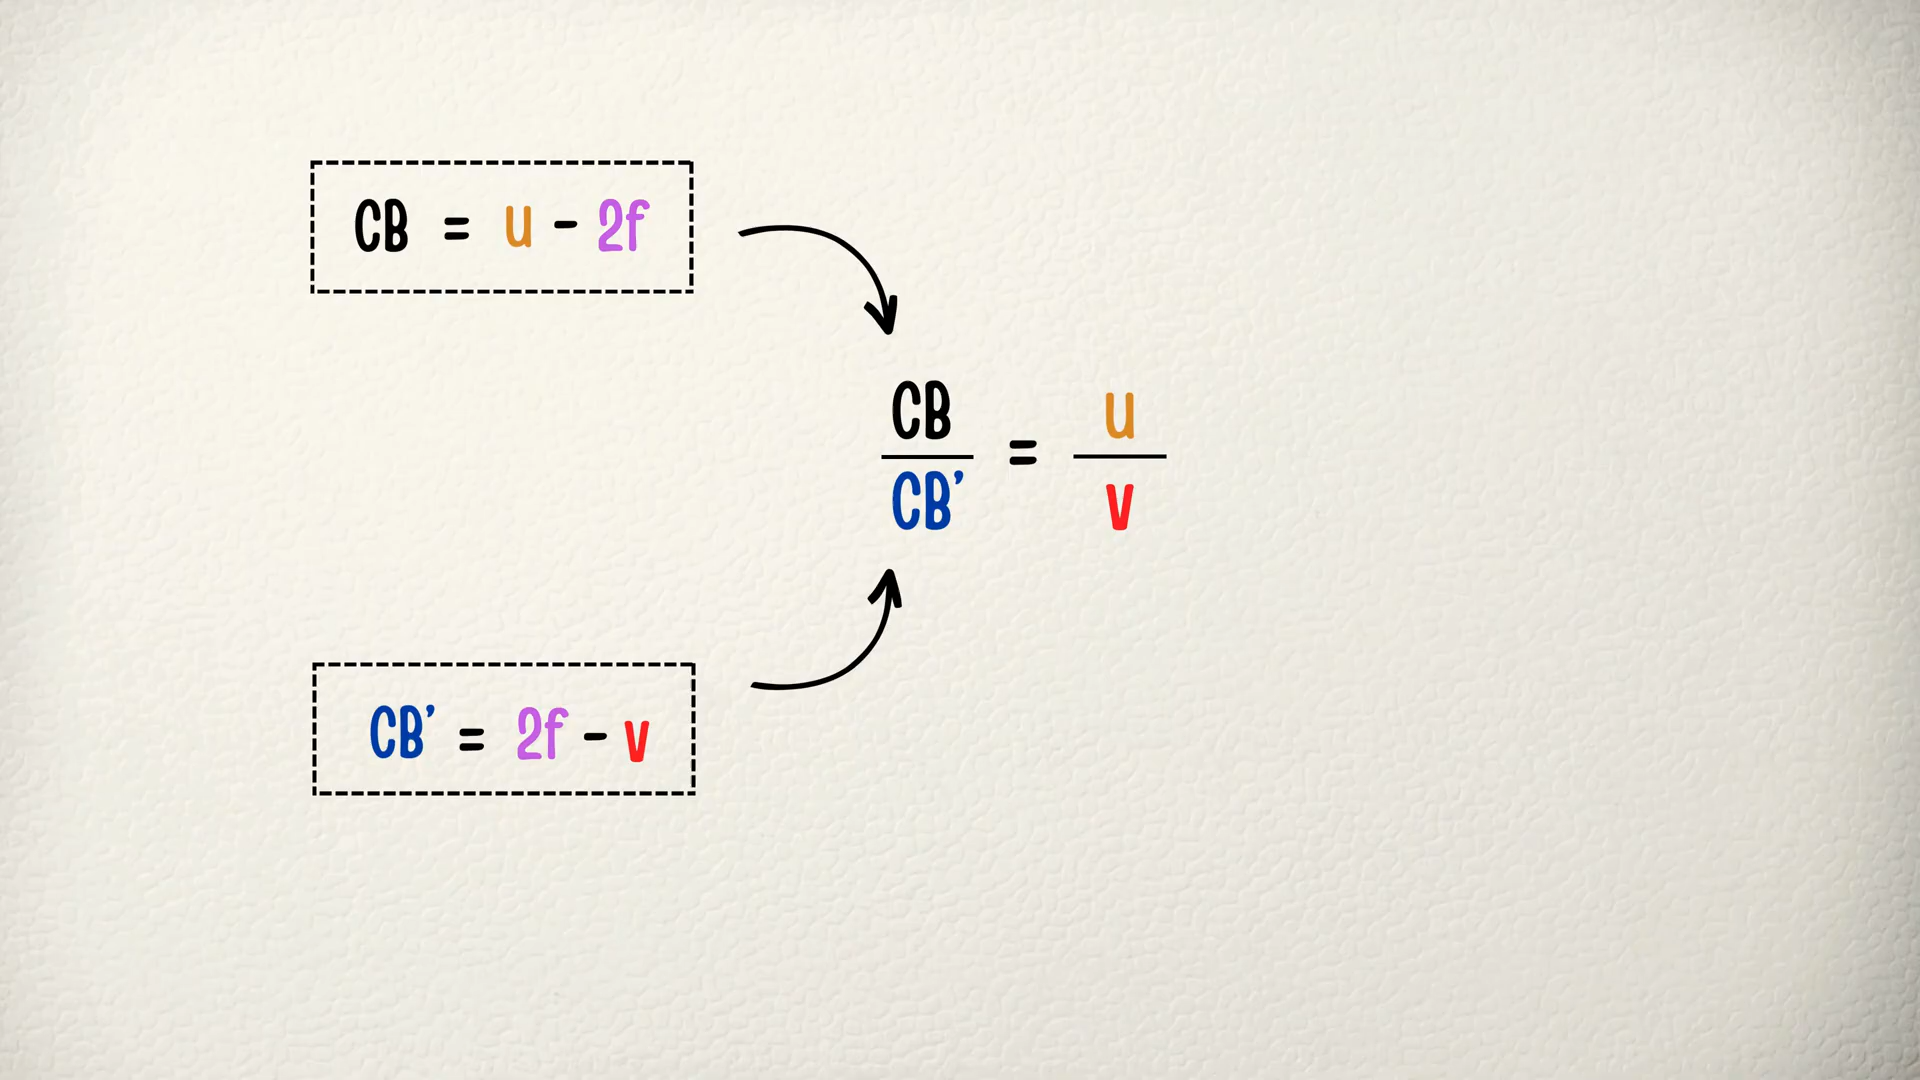 CB = u - 2f
CB
CB’
=
u
v
CB’ = 2f - v